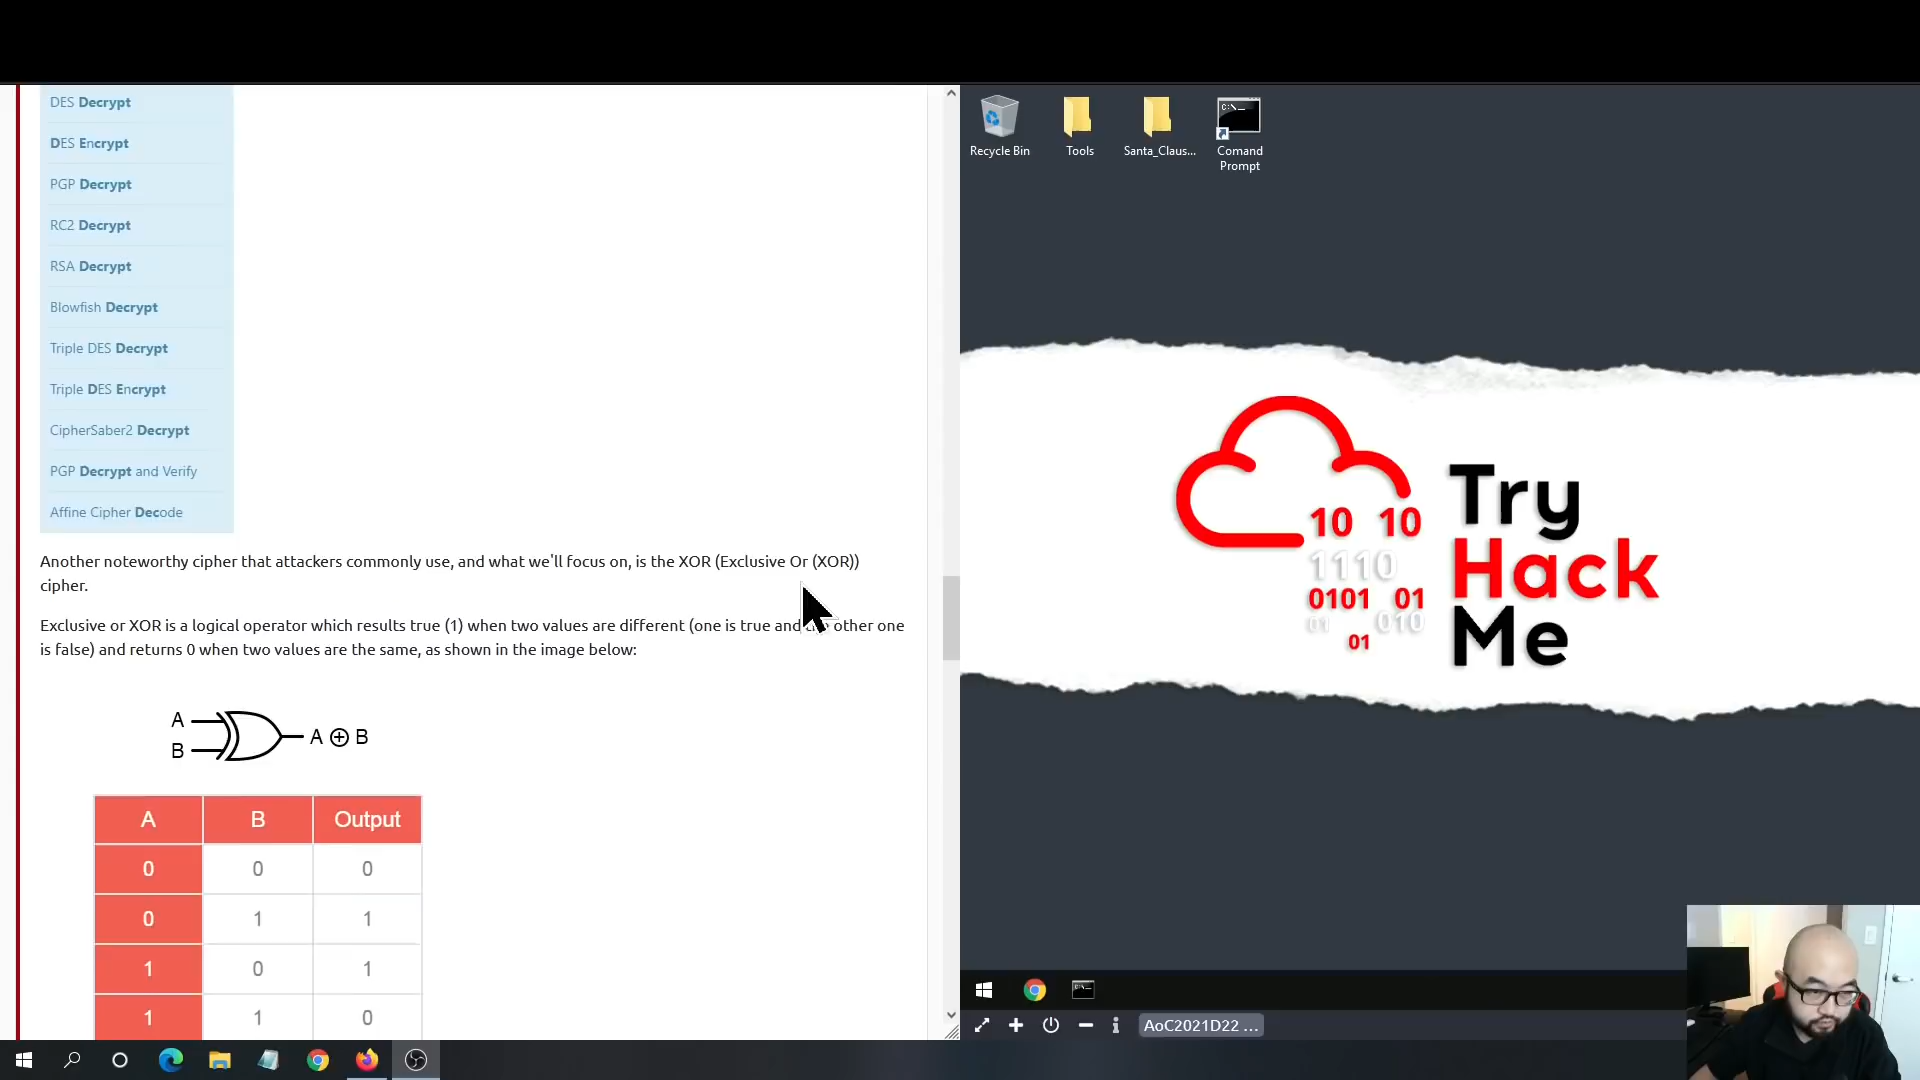 DES Decrypt
DES Encrypt
PGP Decrypt
RC2 Decrypt
RSA Decrypt
Blowfish Decrypt
Triple DES Decrypt
Triple DES Encrypt
CipherSaber2 Decrypt
PGP Decrypt and Verify
Affine Cipher Decode
Another noteworthy cipher that attackers commonly use, and what we'll focus on, is the XOR (Exclusive Or (XOR))
cipher.
Exclusive or XOR is a logical operator which results true (1) when two values are different (one is true and other one
is false) and returns 0 when two values are the same, as shown in the image below:
A
B
A ⊕ B
A B Output
0 0 0
0 1 1
1 0 1
1 1 0
Recycle Bin
Tools
Santa_Claus...
Comand
Prompt
10 10
1110
0101 01
01 010
01
Try
Hack
Me
AoC2021D22 ...